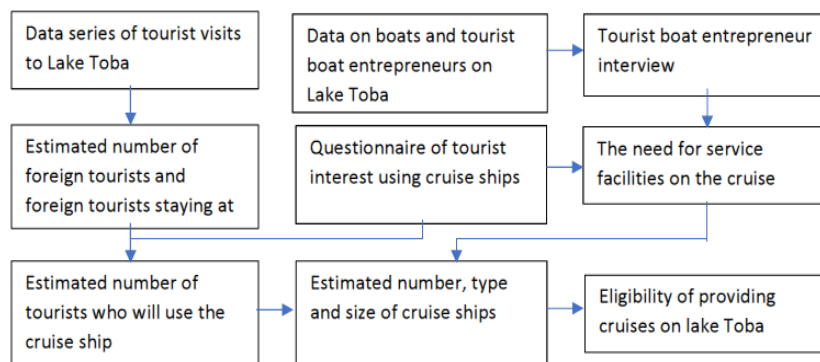 Data series of tourist visits
to Lake Toba
Data on boats and tourist
boat entrepreneurs on
Lake Toba
Tourist boat entrepreneur
interview
Estimated number of
foreign tourists and
foreign tourists staying at
Questionnaire of tourist
interest using cruise ships
The need for service
facilities on the cruise
Estimated number of
tourists who will use the
cruise ship
Estimated number, type
and size of cruise ships
Eligibility of providing
cruises on lake Toba